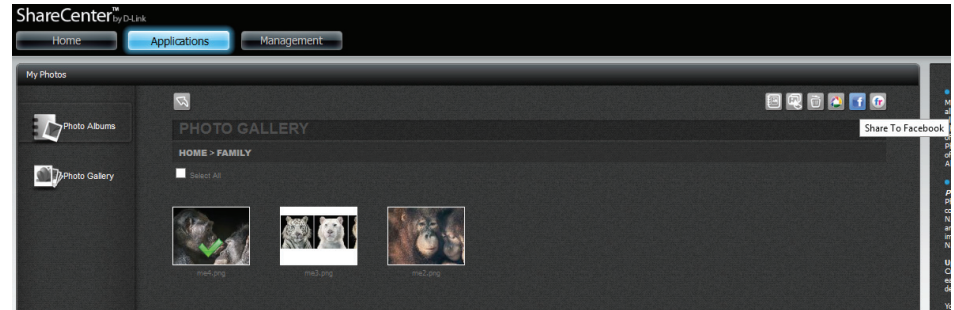 ShareCenter™ by D-Link
Home Applications Management
My Photos
Photo Albums
PHOTO GALLERY
Share To Facebook
HOME > FAMILY
Photo Gallery
Select All
me4.png me3.png me2.png